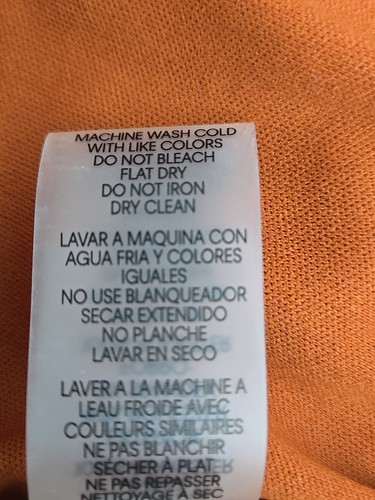 MACHINE WASH COLD
WITH LIKE COLORS
DO NOT BLEACH
FLAT DRY
DO NOT IRON
DRY CLEAN
LAVAR A MAQUINA CON
AGUA FRIA Y COLORES
IGUALES
NO USE BLANQUEADOR
SECAR EXTENDIDO
NO PLANCHE
LAVAR EN SECO
LAVER A LA MACHINE A
LEAU FROIDE AVEC
COULEURS SIMILAIRES
NE PAS BLANCHIR
SECHER A PLAT
NE PAS REPASSER
NETTOYAGE A SEC